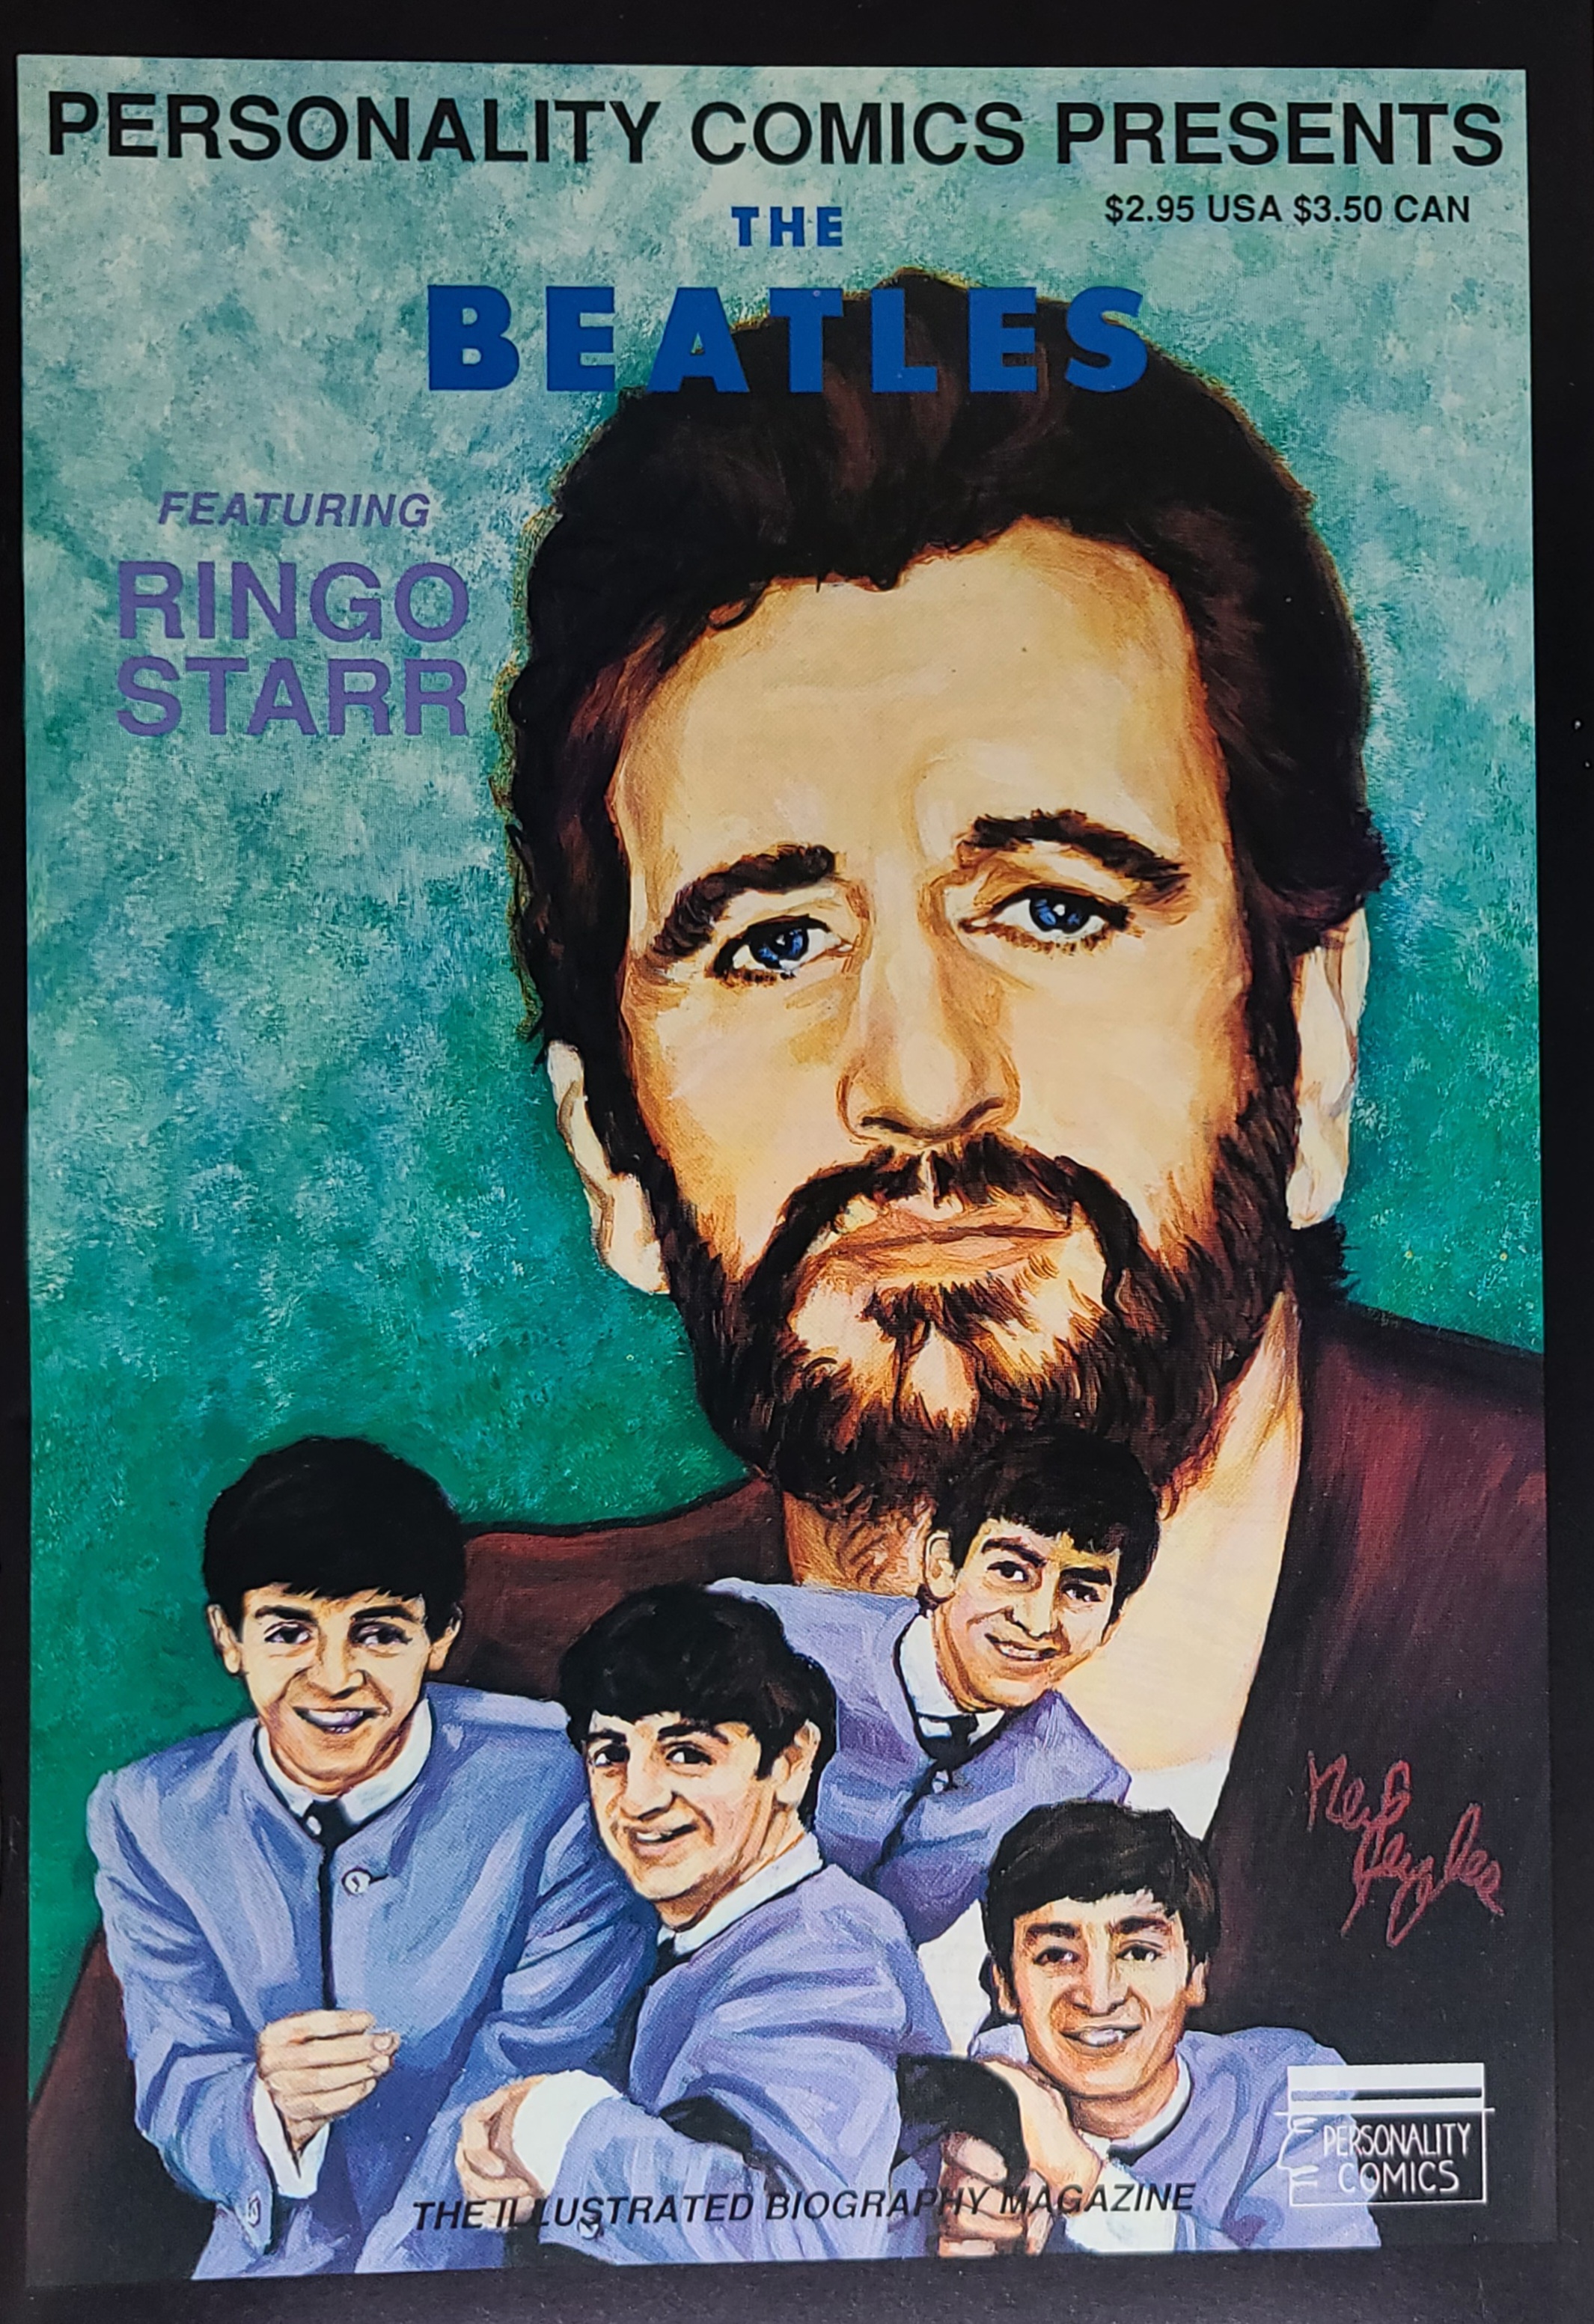 PERSONALITY COMICS PRESENTS
$2.95 USA $3.50 CAN
THE
BEATLES
FEATURING
RINGO
STARR
THE ILLUSTRATED BIOGRAPHY MAGAZINE
PERSONALITY
COMICS